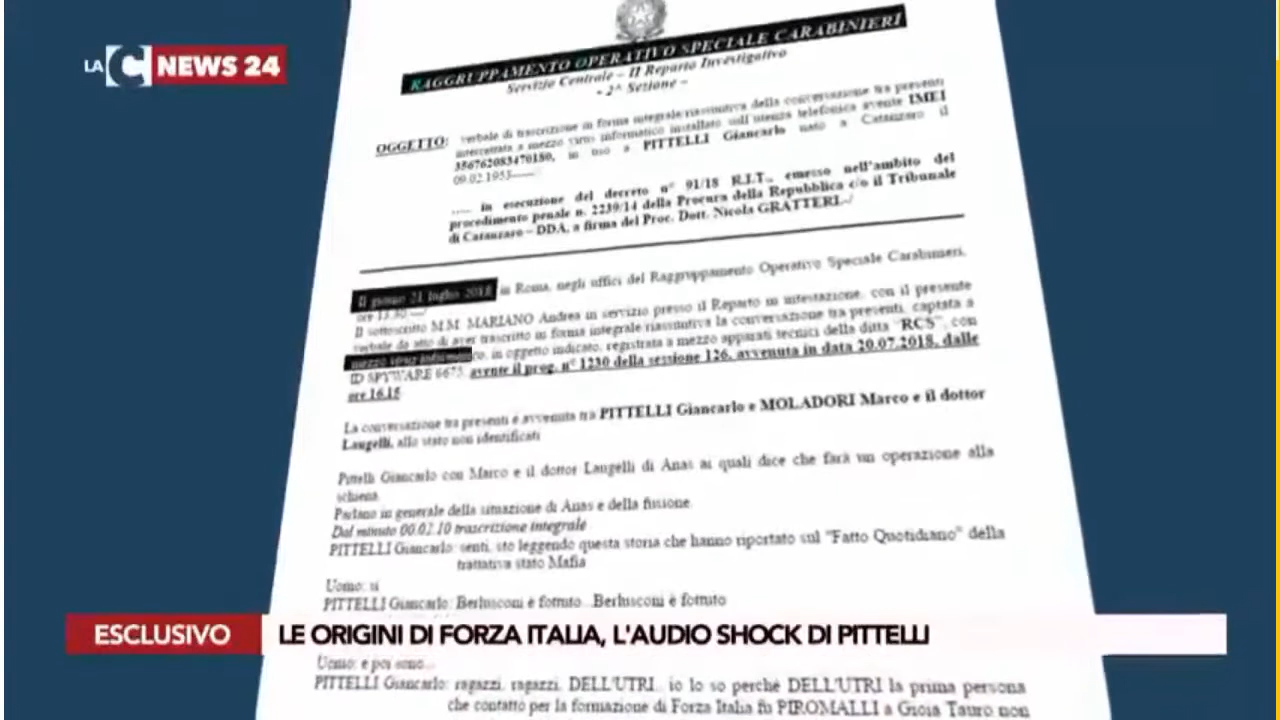 LA C NEWS 24
RAGGRUPPAMENTO OPERATIVO SPECIALE CARABINIERI
Servizio Centrale – II Reparto Investigativo
- 2^ Sezione -
OGGETTO: verbale di trascrizione in forma integrale/riassuntiva della conversazione tra presenti
intercettata a mezzo virus informatico installato sull'utenza telefonica avente IMEI
356762083470180, in uso a PITTELLI Giancarlo nato a Catanzaro il
09.02.1953------/
..... in esecuzione del decreto n° 91/18 R.I.T., emesso nell'ambito del
procedimento penale n. 2239/14 della Procura della Repubblica c/o il Tribunale
di Catanzaro – DDA, a firma del Proc. Dott. Nicola GRATTERI.-/
Il giorno 21 luglio 2018 in Roma, negli uffici del Raggruppamento Operativo Speciale Carabinieri,
ore 13.30 ---/
Il sottoscritto M.M. MARIANO Andrea in servizio presso il Reparto in intestazione, con il presente
verbale da atto di aver trascritto in forma integrale riassuntiva la conversazione tra presenti, captata a
mezzo virus informatico, in oggetto indicato, registrata a mezzo apparati tecnici della ditta "RCS", con
ID SPYWARE 6675, avente il prog. n° 1230 della sessione 126, avvenuta in data 20.07.2018, dalle
ore 16.15
La conversazione tra presenti è avvenuta tra PITTELLI Giancarlo e MOLADORI Marco e il dottor
Laugelli, allo stato non identificati
Pittelli Giancarlo con Marco e il dottor Laugelli di Anas ai quali dice che farà un operazione alla
schiena.
Parlano in generale della situazione di Anas e della fusione.
Dal minuto 00.02.10 trascrizione integrale
PITTELLI Giancarlo: senti, sto leggendo questa storia che hanno riportato sul "Fatto Quotidiano" della
trattativa stato Mafia
Uomo: si
PITTELLI Giancarlo: Berlusconi è fottuto...Berlusconi è fottuto
ESCLUSIVO LE ORIGINI DI FORZA ITALIA, L'AUDIO SHOCK DI PITTELLI
Uomo: e poi sono...
PITTELLI Giancarlo: ragazzi, ragazzi, DELL'UTRI.. io lo so perché DELL'UTRI la prima persona
che contattò per la formazione di Forza Italia fu PIROMALLI a Gioia Tauro non